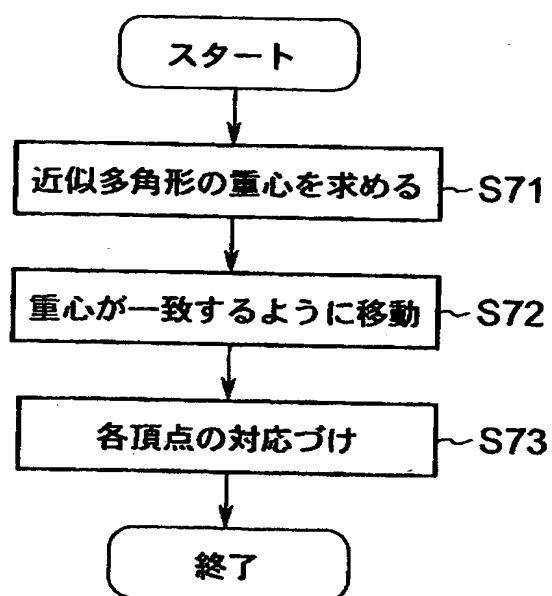 スタート
近似多角形の重心を求める ~S71
重心が一致するように移動 ~S72
各頂点の対応づけ ~S73
終了